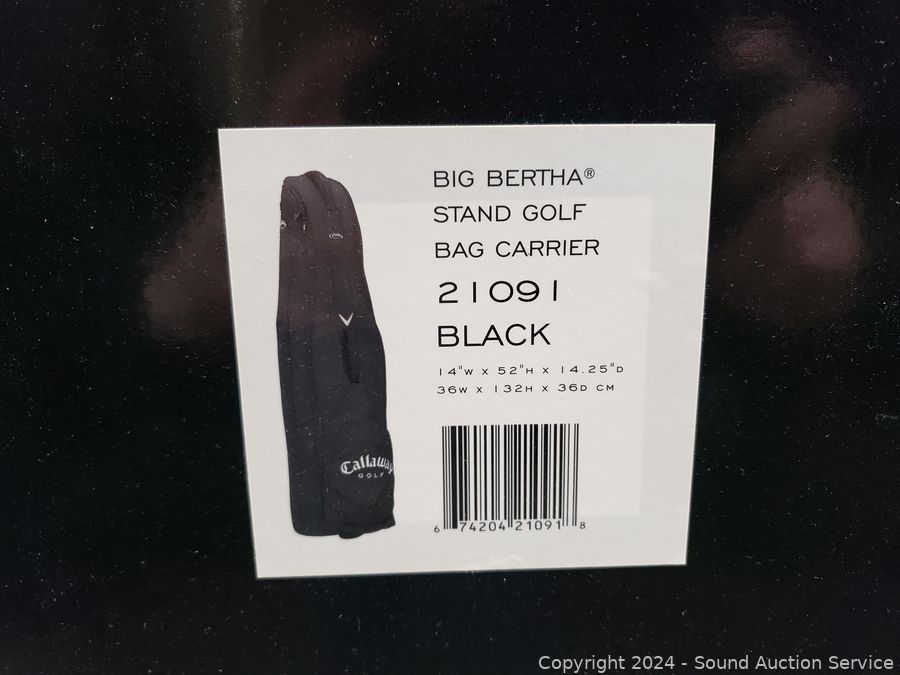 BIG BERTHA®
STAND GOLF
BAG CARRIER
21091
BLACK
14"W X 52"H X 14.25"D
36W X 132H X 36D CM
Callaway
GOLF
6 74204 21091 8
Copyright 2024 - Sound Auction Service